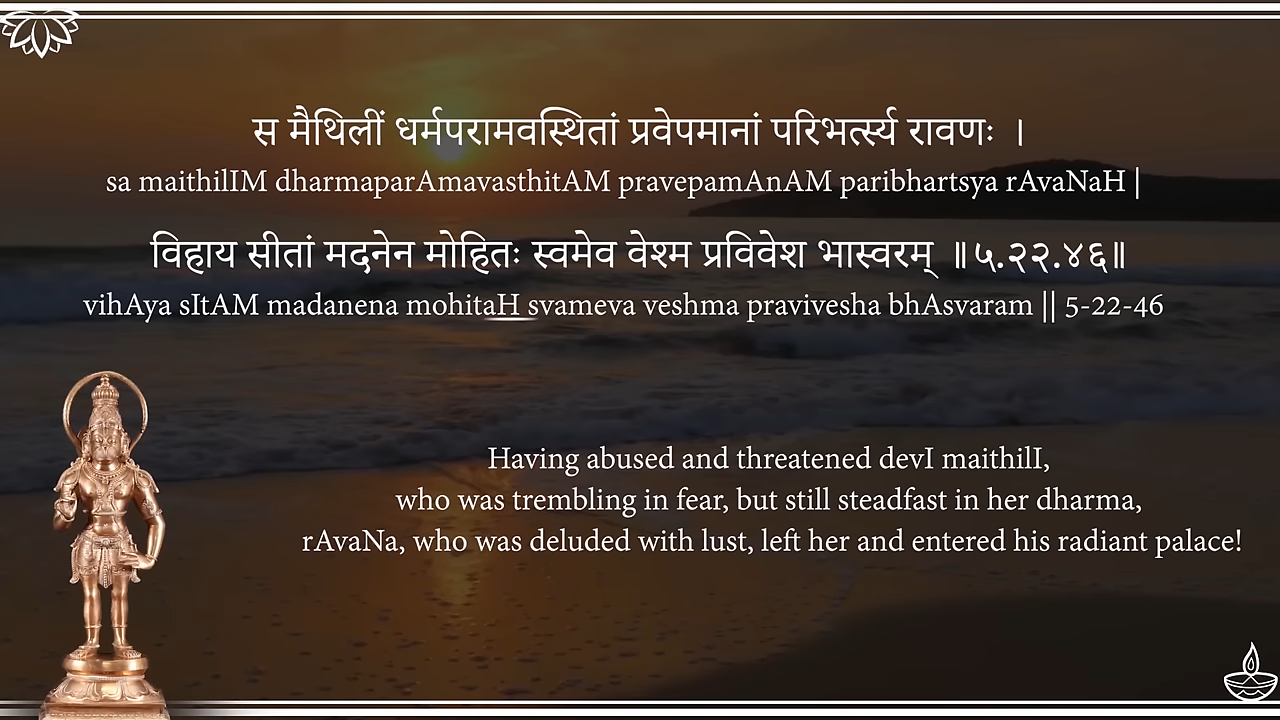 स मैथिलीं धर्मपरामवस्थितां प्रवेपमानां परिभर्त्स्य रावणः ।
sa maithilIM dharmaparAmavasthitAM pravepamAnAM paribhartsya rAvaNaH |
विहाय सीतां मदनेन मोहितः स्वमेव वेश्म प्रविवेश भास्वरम् ॥५.२२.४६॥
vihAya sItAM madanena mohitaH svameva veshma pravivesha bhAsvaram || 5-22-46
Having abused and threatened devI maithilI,
who was trembling in fear, but still steadfast in her dharma,
rAvaNa, who was deluded with lust, left her and entered his radiant palace!